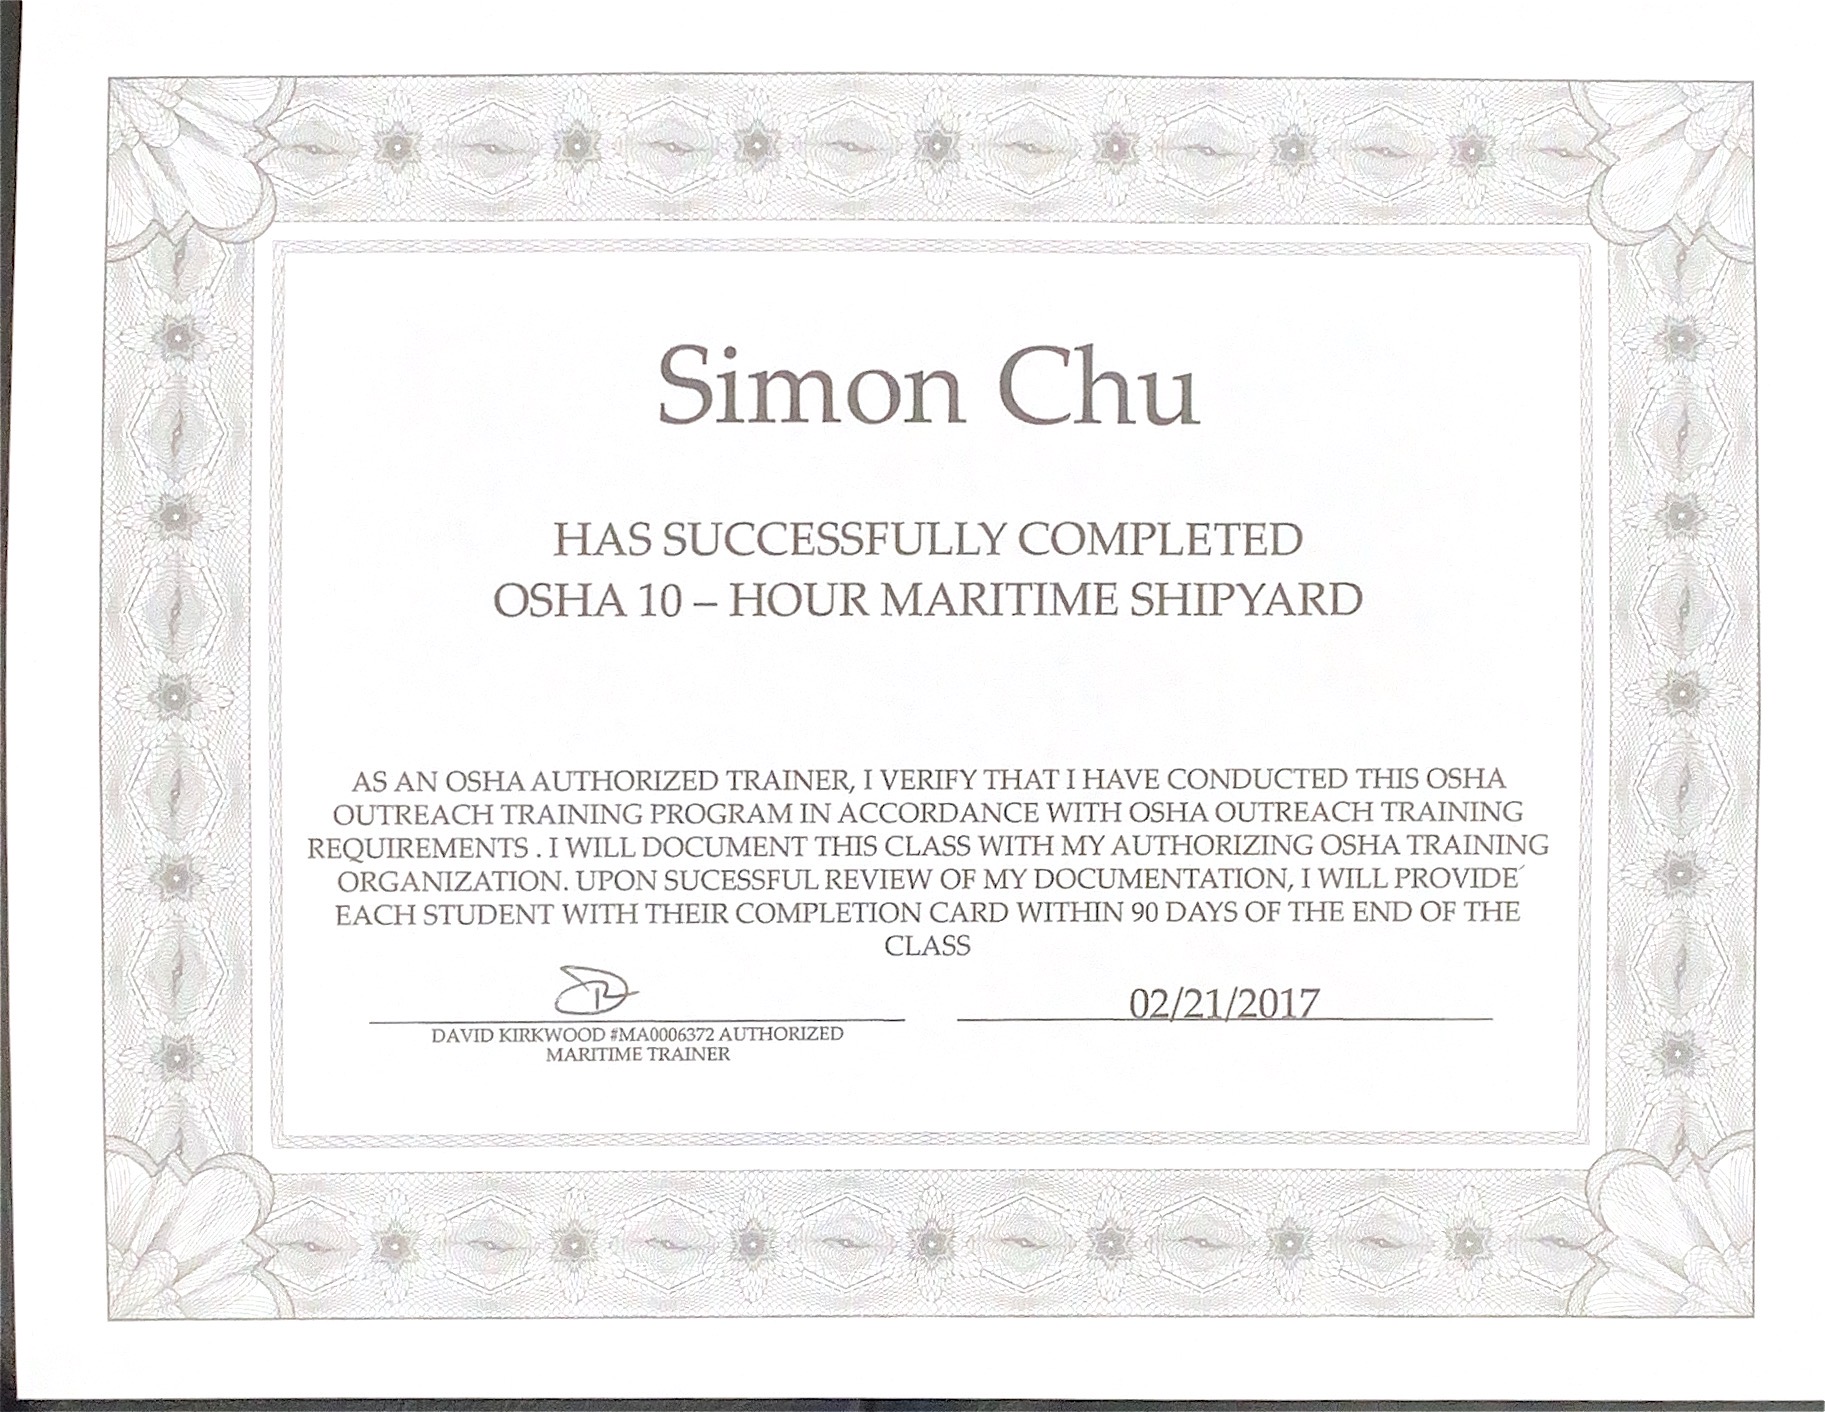 Simon Chu
HAS SUCCESSFULLY COMPLETED
OSHA 10 – HOUR MARITIME SHIPYARD
AS AN OSHA AUTHORIZED TRAINER, I VERIFY THAT I HAVE CONDUCTED THIS OSHA
OUTREACH TRAINING PROGRAM IN ACCORDANCE WITH OSHA OUTREACH TRAINING
REQUIREMENTS . I WILL DOCUMENT THIS CLASS WITH MY AUTHORIZING OSHA TRAINING
ORGANIZATION. UPON SUCESSFUL REVIEW OF MY DOCUMENTATION, I WILL PROVIDE
EACH STUDENT WITH THEIR COMPLETION CARD WITHIN 90 DAYS OF THE END OF THE
CLASS
02/21/2017
DAVID KIRKWOOD #MA0006372 AUTHORIZED
MARITIME TRAINER